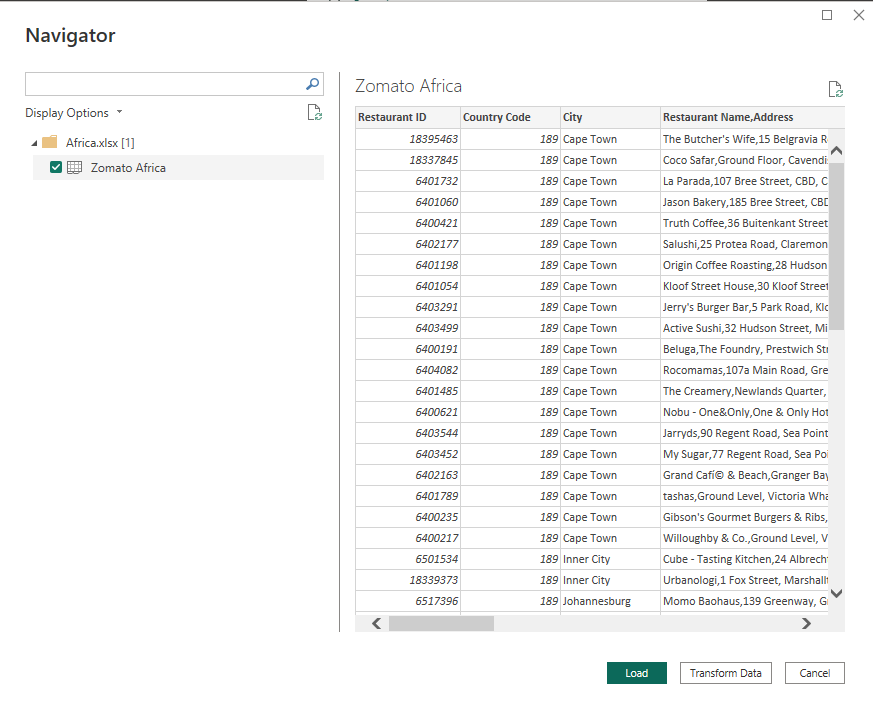 Navigator
Display Options
Africa.xlsx [1]
Zomato Africa
Zomato Africa
Restaurant ID Country Code City Restaurant Name,Address
18395463 189 Cape Town The Butcher's Wife,15 Belgravia R
18337845 189 Cape Town Coco Safar,Ground Floor, Cavendi
6401732 189 Cape Town La Parada,107 Bree Street, CBD, C
6401060 189 Cape Town Jason Bakery,185 Bree Street, CBD
6400421 189 Cape Town Truth Coffee,36 Buitenkant Street
6402177 189 Cape Town Salushi,25 Protea Road, Claremon
6401198 189 Cape Town Origin Coffee Roasting,28 Hudson
6401054 189 Cape Town Kloof Street House,30 Kloof Street
6403291 189 Cape Town Jerry's Burger Bar,5 Park Road, Klo
6403499 189 Cape Town Active Sushi,32 Hudson Street, Mi
6400191 189 Cape Town Beluga,The Foundry, Prestwich Str
6404082 189 Cape Town Rocomamas,107a Main Road, Gre
6401485 189 Cape Town The Creamery,Newlands Quarter,
6400621 189 Cape Town Nobu - One&Only,One & Only Hot
6403544 189 Cape Town Jarryds,90 Regent Road, Sea Point
6403452 189 Cape Town My Sugar,77 Regent Road, Sea Poi
6402163 189 Cape Town Grand Cafí© & Beach,Granger Bay
6401789 189 Cape Town tashas,Ground Level, Victoria Wha
6400235 189 Cape Town Gibson's Gourmet Burgers & Ribs,
6400217 189 Cape Town Willoughby & Co.,Ground Level, V
6501534 189 Inner City Cube - Tasting Kitchen,24 Albrecht
18339373 189 Inner City Urbanologi,1 Fox Street, Marshallt
6517396 189 Johannesburg Momo Baohaus,139 Greenway, G
Load Transform Data Cancel